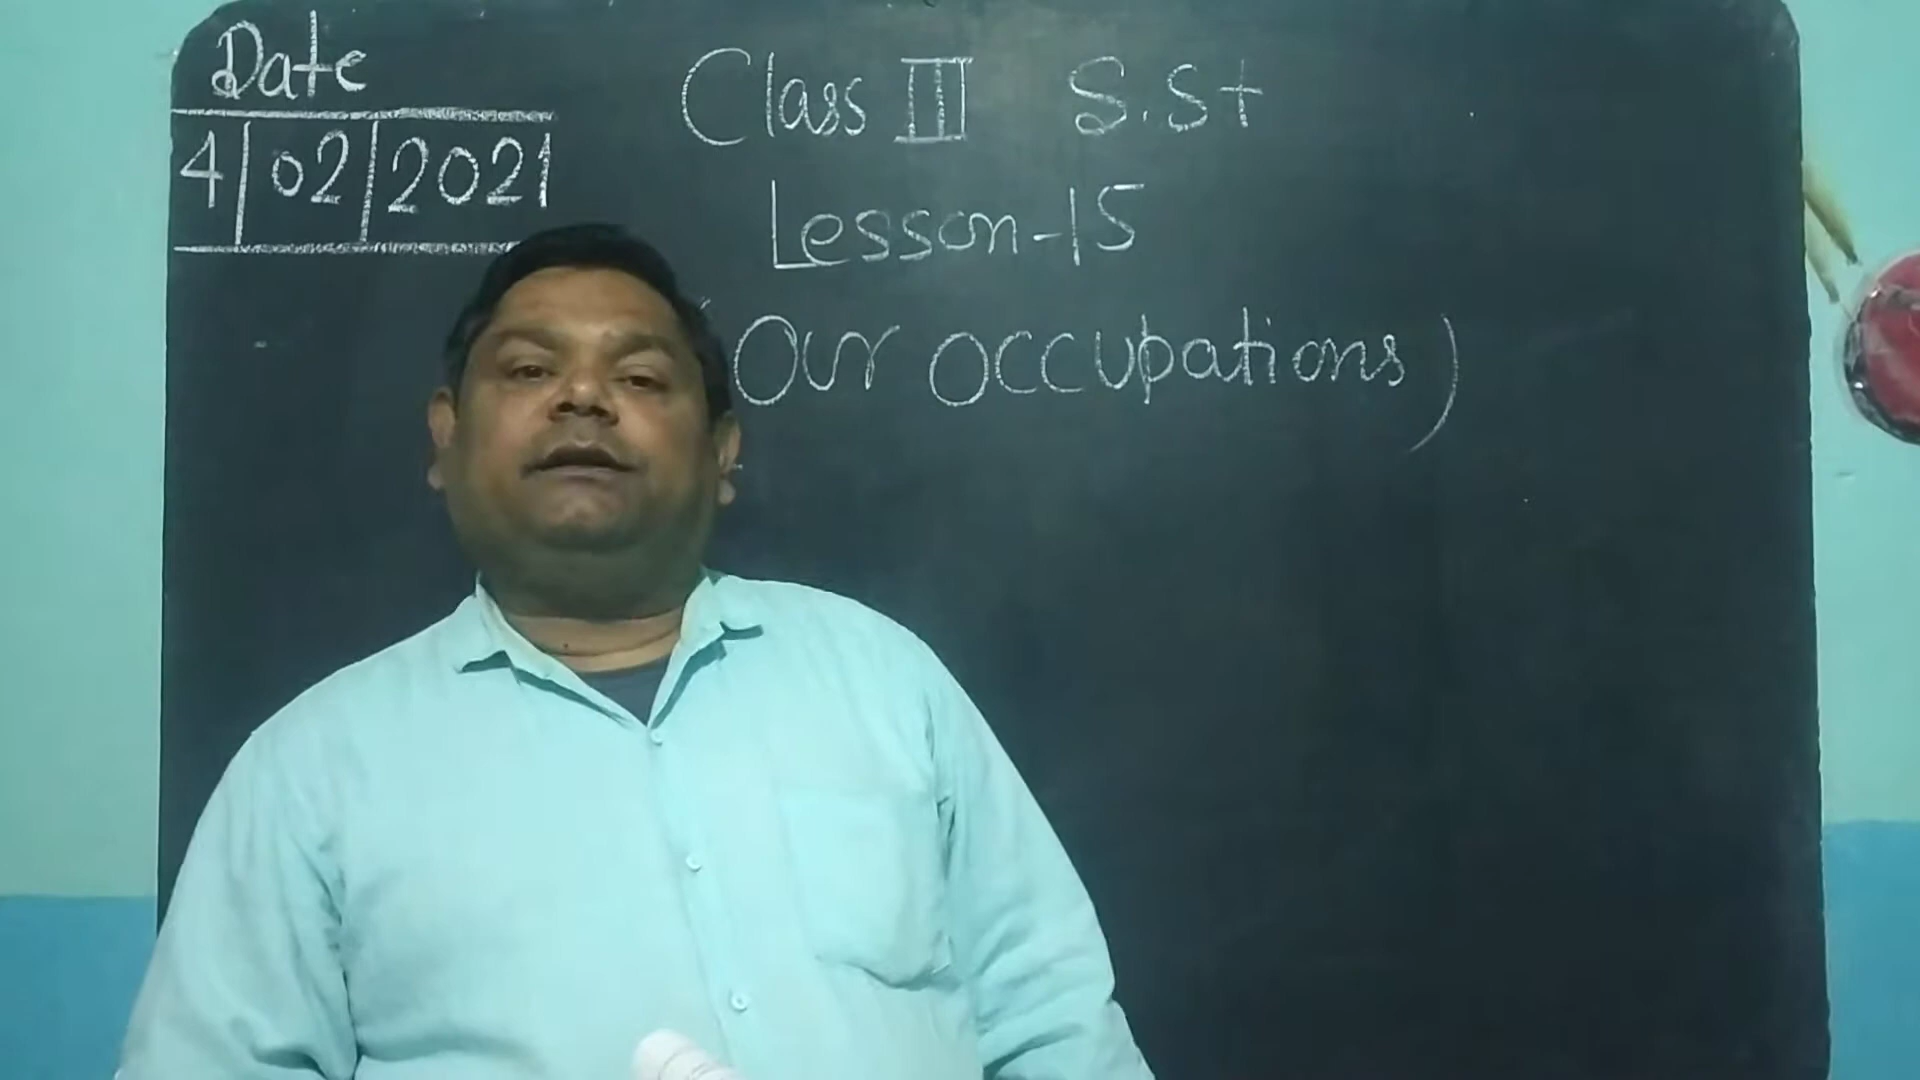 Date
4|02|2021
Class III S.St
Lesson-15
(Our occupations)